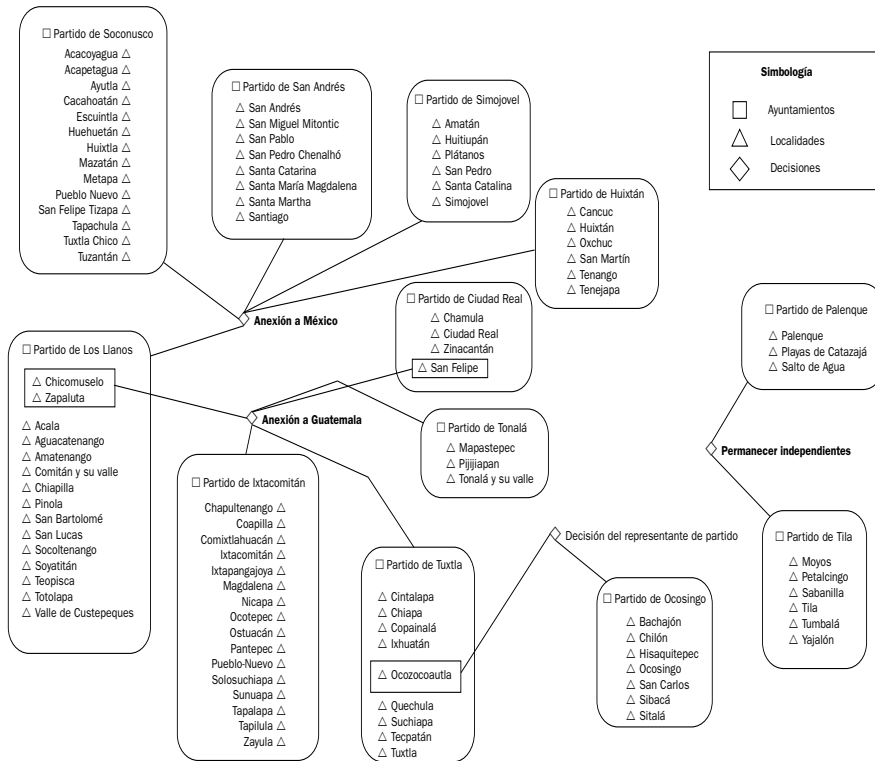 Partido de Soconusco
Acacoyagua
Acapetagua
Ayutla
Cacahoatán
Escuintla
Huehuetán
Huixtla
Mazatán
Metapa
Pueblo Nuevo
San Felipe Tizapa
Tapachula
Tuxtla Chico
Tuzantán
Partido de San Andrés
San Andrés
San Miguel Mitontic
San Pablo
San Pedro Chenalhó
Santa Catarina
Santa María Magdalena
Santa Martha
Santiago
Partido de Simojovel
Amatán
Huitiupán
Plátanos
San Pedro
Santa Catalina
Simojovel
Simbología
Ayuntamientos
Localidades
Decisiones
Partido de Huixtán
Cancuc
Huixtán
Oxchuc
San Martín
Tenango
Tenejapa
Anexión a México
Partido de Ciudad Real
Chamula
Ciudad Real
Zinacantán
San Felipe
Partido de Palenque
Palenque
Playas de Catazajá
Salto de Agua
Partido de Los Llanos
Chicomuselo
Zapaluta
Acala
Aguacatenango
Amatenango
Comitán y su valle
Chiapilla
Pinola
San Bartolomé
San Lucas
Socoltenango
Soyatitán
Teopisca
Totolapa
Valle de Custepeques
Anexión a Guatemala
Partido de Tonalá
Mapastepec
Pijijiapan
Tonalá y su valle
Permanecer independientes
Partido de Ixtacomitán
Chapultenango
Coapilla
Comixtlahuacán
Ixtacomitán
Ixtapangajoya
Magdalena
Nicapa
Ocotepec
Ostuacán
Pantepec
Pueblo-Nuevo
Solosuchiapa
Sunuapa
Tapalapa
Tapilula
Zayula
Partido de Tuxtla
Cintalapa
Chiapa
Copainalá
Ixhuatán
Ocozocoautla
Quechula
Suchiapa
Tecpatán
Tuxtla
Decisión del representante de partido
Partido de Ocosingo
Bachajón
Chilón
Hisaquitepec
Ocosingo
San Carlos
Sibacá
Sitalá
Partido de Tila
Moyos
Petalcingo
Sabanilla
Tila
Tumbalá
Yajalón